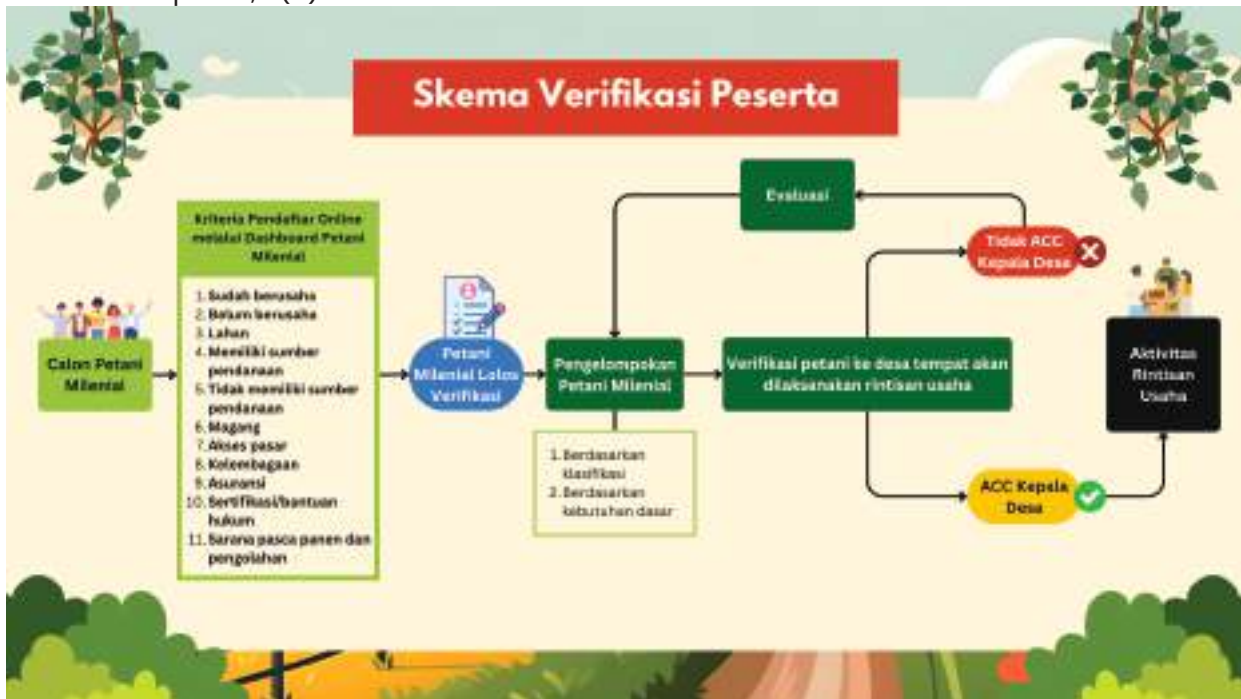 Skema Verifikasi Peserta
Kriteria Pendaftar Online
melalui Dashboard Petani
Milenial
1. Sudah berusaha
2. Belum berusaha
3. Lahan
4. Memiliki sumber
pendanaan
5. Tidak memiliki sumber
pendanaan
6. Magang
7. Akses pasar
8. Kelembagaan
9. Asuransi
10. Sertifikasi/bantuan
hukum
11. Sarana pasca panen dan
pengolahan
Calon Petani
Milenial
Petani
Milenial Lolos
Verifikasi
Pengelompokan
Petani Milenial
1. Berdasarkan
klasifikasi
2. Berdasarkan
kebutuhan dasar
Evaluasi
Verifikasi petani ke desa tempat akan
dilaksanakan rintisan usaha
Tidak ACC
Kepala Desa
ACC Kepala
Desa
Aktivitas
Rintisan
Usaha